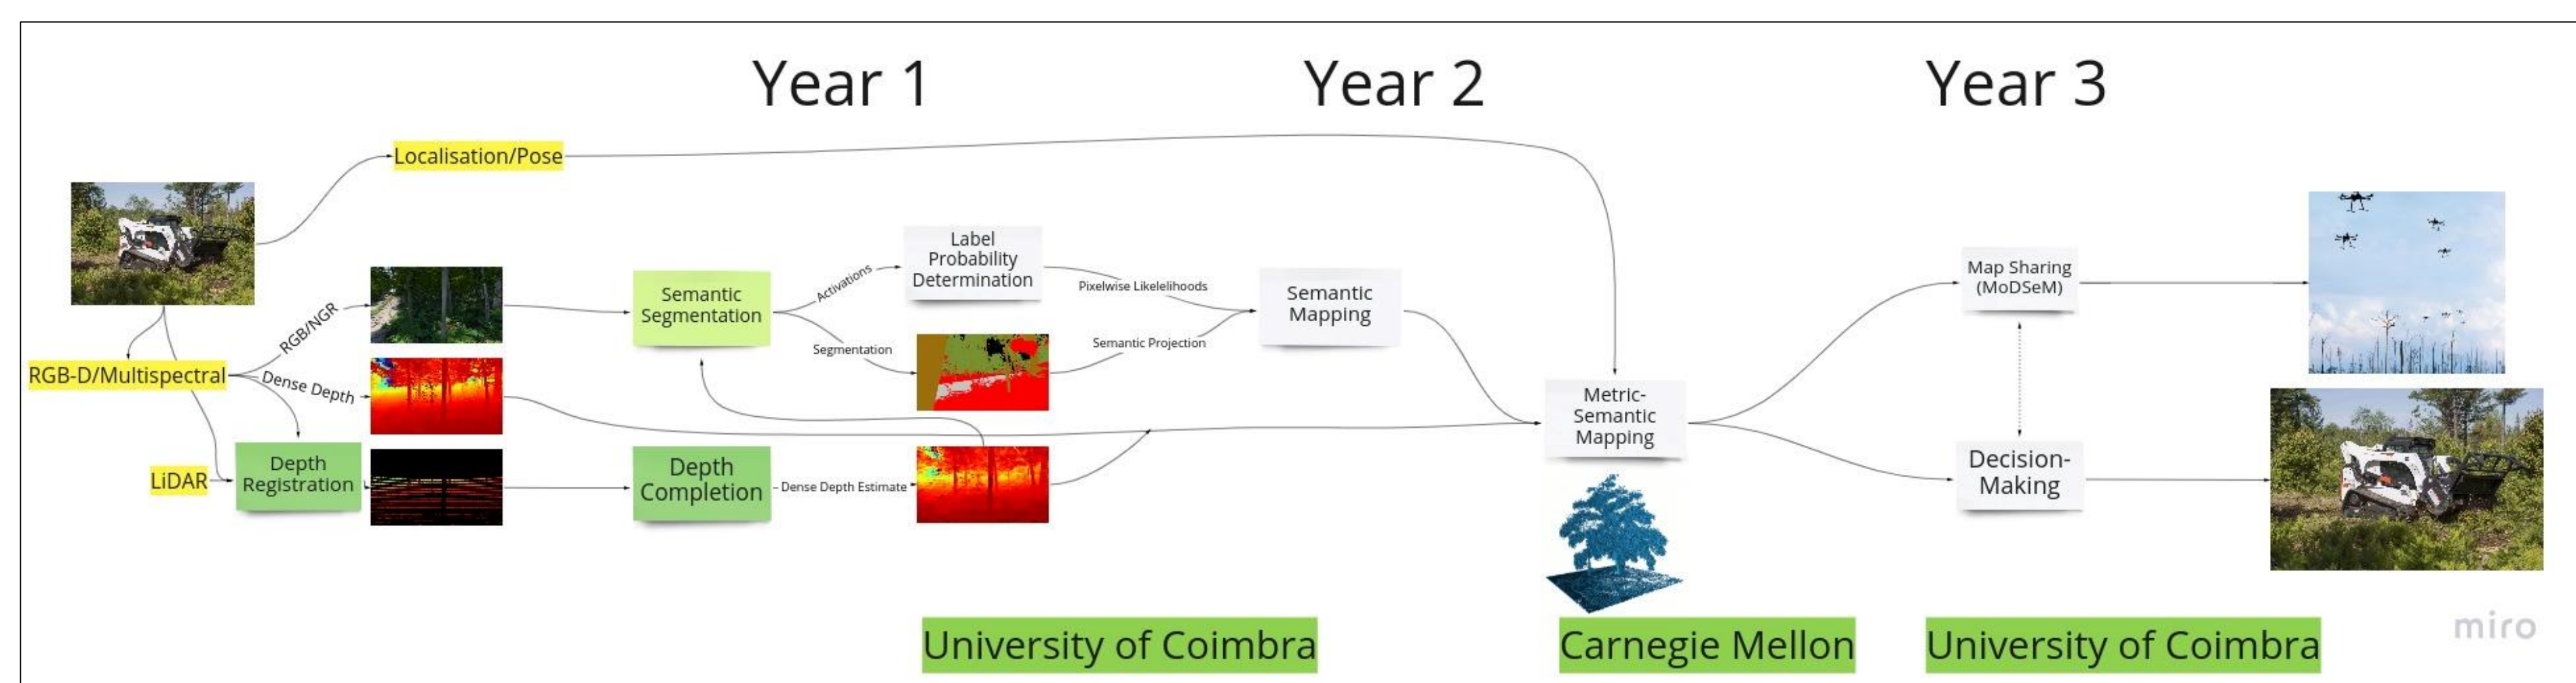 Year 1
Year 2
Year 3
Localisation/Pose
RGB-D/Multispectral
LiDAR
RGB/NGR
Dense Depth
Depth
Registration
Semantic
Segmentation
Depth
Completion
Activations
Segmentation
Dense Depth Estimate
Label
Probability
Determination
Pixelwise Likelelihoods
Semantic Projection
Semantic
Mapping
Metric-
Semantic
Mapping
Map Sharing
(MoDSeM)
Decision-
Making
University of Coimbra
Carnegie Mellon
University of Coimbra
miro